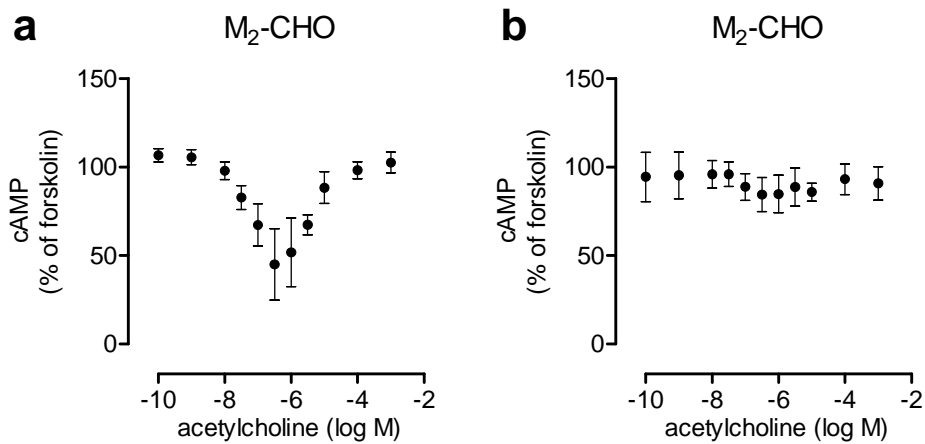 a
M₂-CHO
150
100
50
0
cAMP
(% of forskolin)
-10 -8 -6 -4 -2
acetylcholine (log M)
b
M₂-CHO
150
100
50
0
cAMP
(% of forskolin)
-10 -8 -6 -4 -2
acetylcholine (log M)